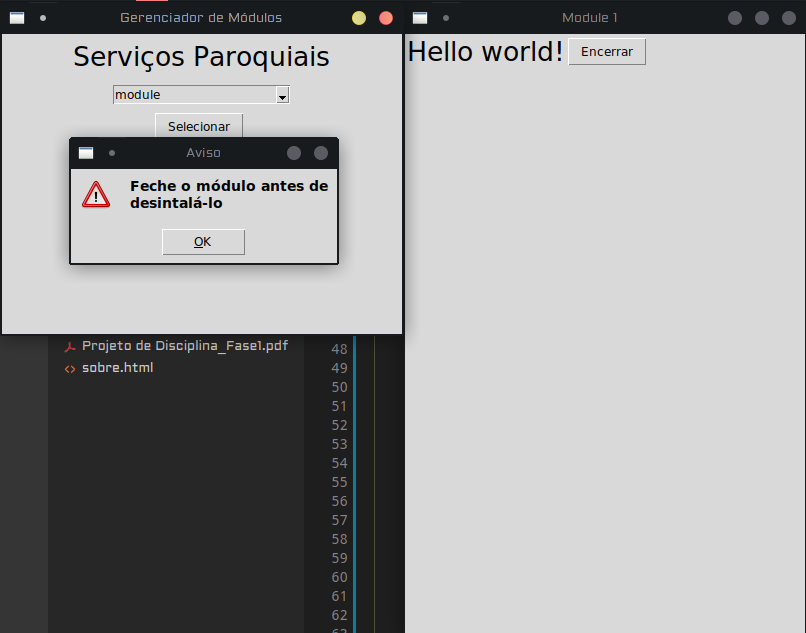 Gerenciador de Módulos
Serviços Paroquiais
module
Selecionar
Aviso
Feche o módulo antes de
desintalá-lo
OK
Module 1
Hello world!
Encerrar
Projeto de Disciplina_Fase1.pdf
sobre.html
48
49
50
51
52
53
54
55
56
57
58
59
60
61
62
63